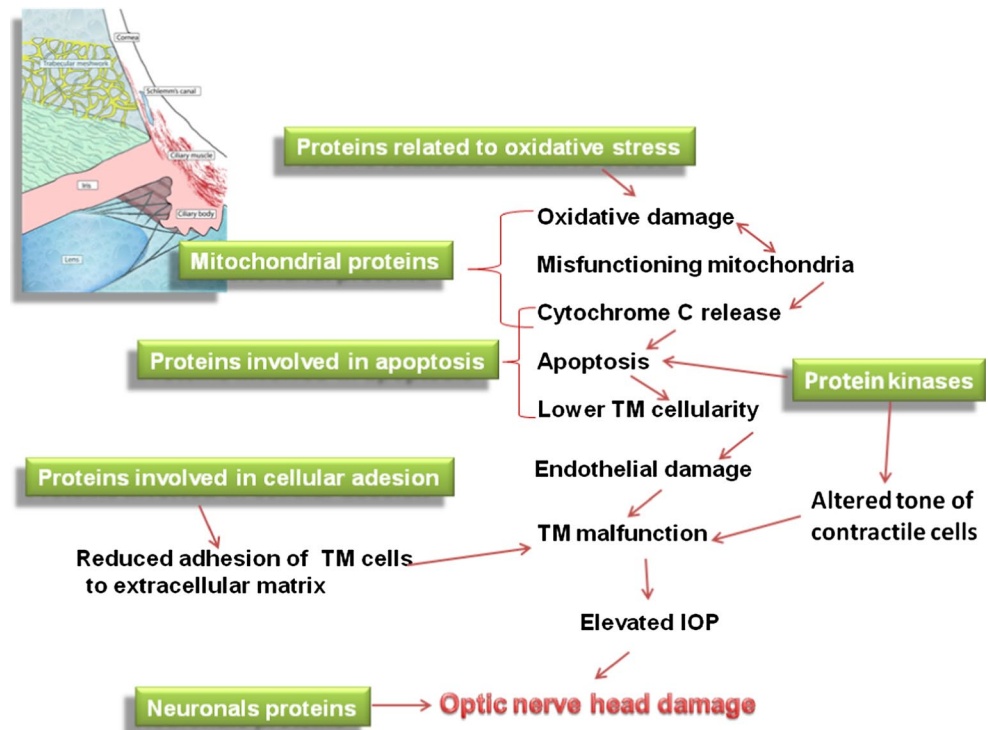 Cornea
Trabecular meshwork
Schlemm's canal
Ciliary muscle
Iris
Ciliary body
Lens
Proteins related to oxidative stress
Oxidative damage
Mitochondrial proteins
Misfunctioning mitochondria
Cytochrome C release
Proteins involved in apoptosis
Apoptosis
Protein kinases
Lower TM cellularity
Proteins involved in cellular adesion
Endothelial damage
Altered tone of
contractile cells
TM malfunction
Reduced adhesion of TM cells
to extracellular matrix
Elevated IOP
Neuronals proteins
Optic nerve head damage